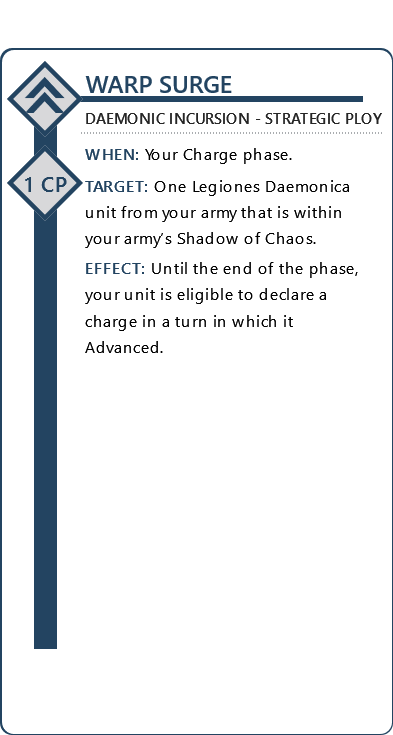 WARP SURGE
DAEMONIC INCURSION - STRATEGIC PLOY
1 CP
WHEN: Your Charge phase.
TARGET: One Legiones Daemonica
unit from your army that is within
your army’s Shadow of Chaos.
EFFECT: Until the end of the phase,
your unit is eligible to declare a
charge in a turn in which it
Advanced.